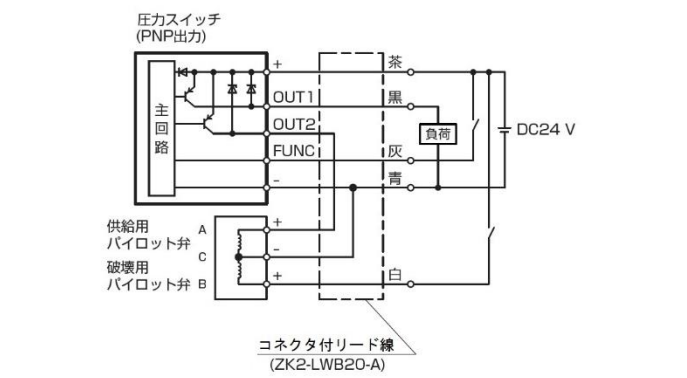 圧力スイッチ
(PNP出力)
主回路
+
OUT1
OUT2
FUNC
-
茶
黒
負荷
灰
青
DC24 V
供給用
パイロット弁 A
C
破壊用
パイロット弁 B
+
-
+
白
コネクタ付リード線
(ZK2-LWB20-A)